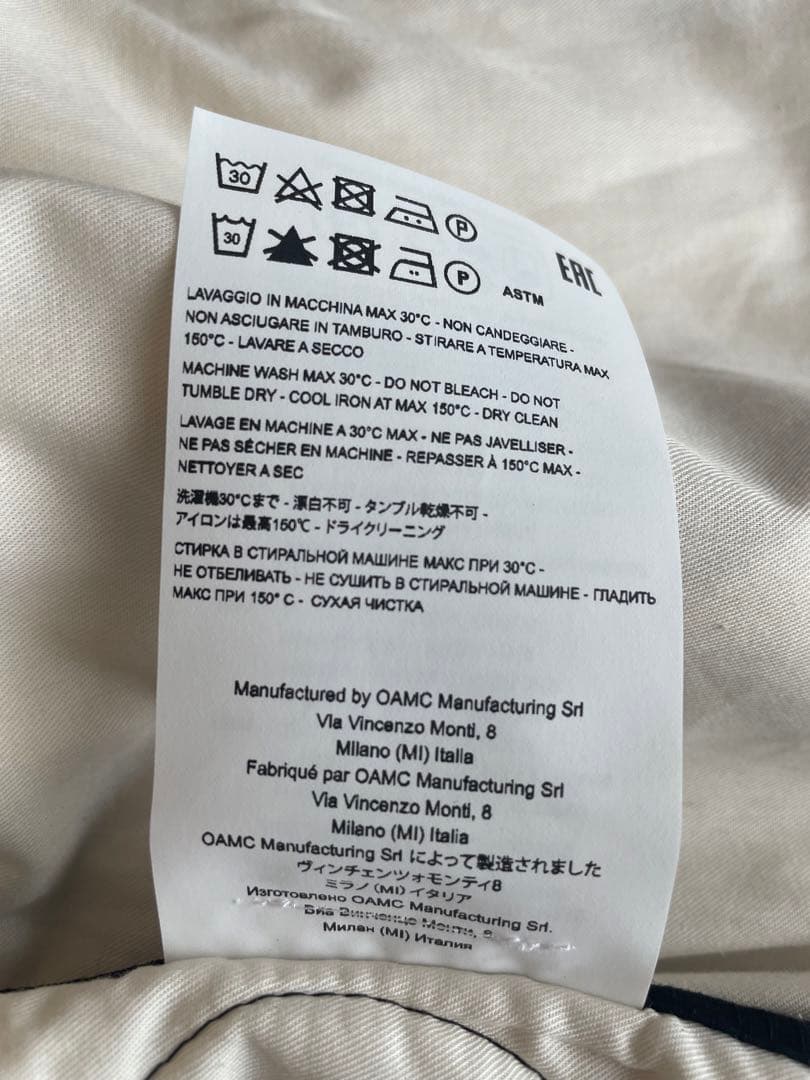 30 P
30 P ASTM EAC
LAVAGGIO IN MACCHINA MAX 30°C - NON CANDEGGIARE -
NON ASCIUGARE IN TAMBURO - STIRARE A TEMPERATURA MAX
150°C - LAVARE A SECCO
MACHINE WASH MAX 30°C - DO NOT BLEACH - DO NOT
TUMBLE DRY - COOL IRON AT MAX 150°C - DRY CLEAN
LAVAGE EN MACHINE A 30°C MAX - NE PAS JAVELLISER -
NE PAS SÉCHER EN MACHINE - REPASSER À 150°C MAX -
NETTOYER A SEC
洗濯機30°Cまで - 漂白不可 - タンブル乾燥不可 -
アイロンは最高150℃ - ドライクリーニング
СТИРКА В СТИРАЛЬНОЙ МАШИНЕ МАКС ПРИ 30°C -
НЕ ОТБЕЛИВАТЬ - НЕ СУШИТЬ В СТИРАЛЬНОЙ МАШИНЕ - ГЛАДИТЬ
МАКС ПРИ 150° C - СУХАЯ ЧИСТКА
Manufactured by OAMC Manufacturing Srl
Via Vincenzo Monti, 8
Milano (MI) Italia
Fabriqué par OAMC Manufacturing Srl
Via Vincenzo Monti, 8
Milano (MI) Italia
OAMC Manufacturing Srl によって製造されました
ヴィンチェンツォモンティ8
ミラノ (MI) イタリア
Изготовлено OAMC Manufacturing Srl.
Виа Винченцо Монти, 8
Милан (MI) Италия